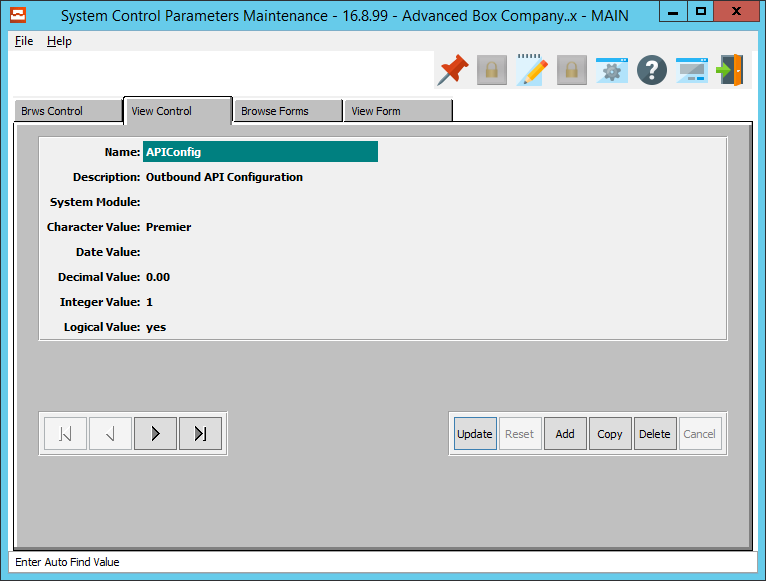 System Control Parameters Maintenance - 16.8.99 - Advanced Box Company..x - MAIN
File Help
Brws Control View Control Browse Forms View Form
Name: APIConfig
Description: Outbound API Configuration
System Module:
Character Value: Premier
Date Value:
Decimal Value: 0.00
Integer Value: 1
Logical Value: yes
Update Reset Add Copy Delete Cancel
Enter Auto Find Value